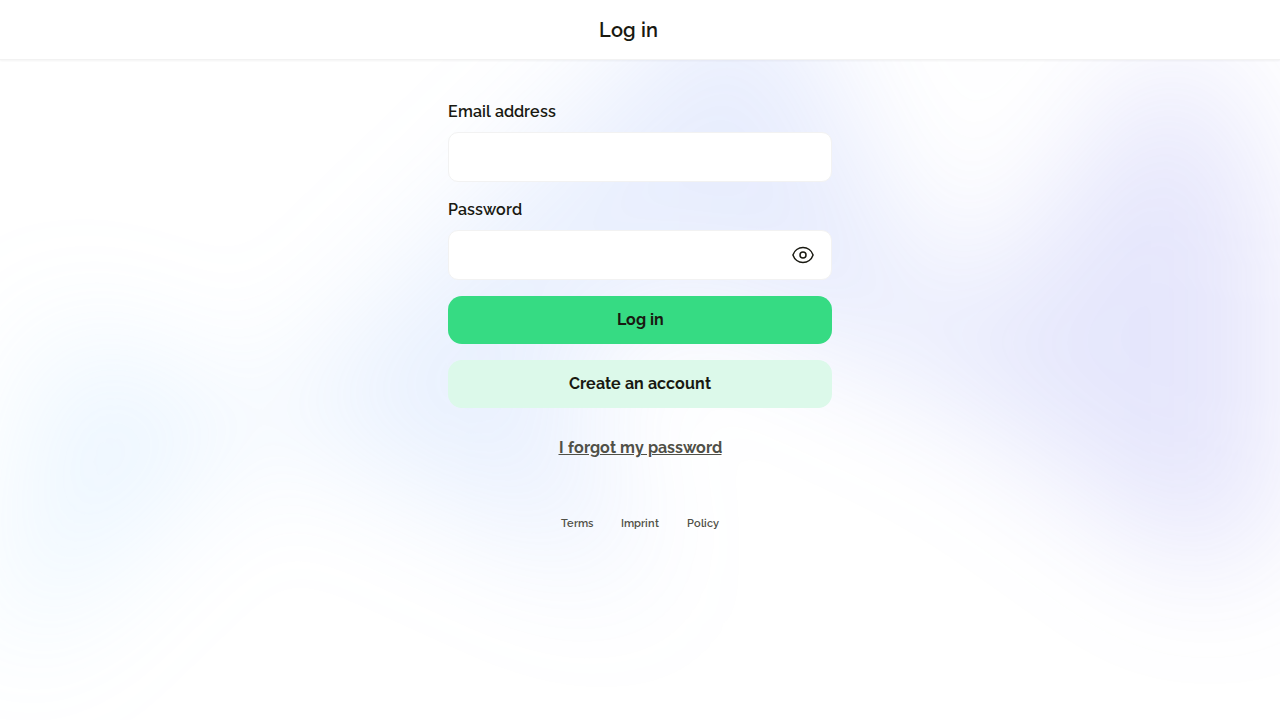 Log in
Email address
Password
Log in
Create an account
I forgot my password
Terms Imprint Policy